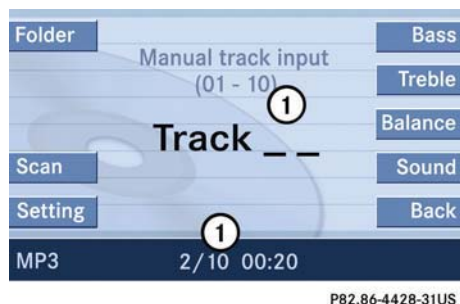 Folder
Manual track input
(01 - 10)
1
Track _ _
Scan
Setting
Bass
Treble
Balance
Sound
Back
1
MP3 2/10 00:20
P82.86-4428-31US